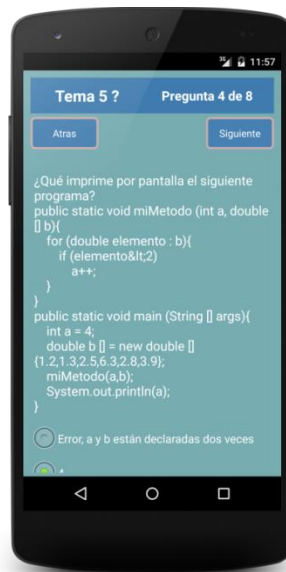 3G 11:57
Tema 5 ? Pregunta 4 de 8
Atras Siguiente
¿Qué imprime por pantalla el siguiente
programa?
public static void miMetodo (int a, double
[] b){
for (double elemento : b){
if (elemento&lt;2)
a++;
}
}
public static void main (String [] args){
int a = 4;
double b [] = new double []
{1.2,1.3,2.5,6.3,2.8,3.9};
miMetodo(a,b);
System.out.println(a);
}
Error, a y b están declaradas dos veces